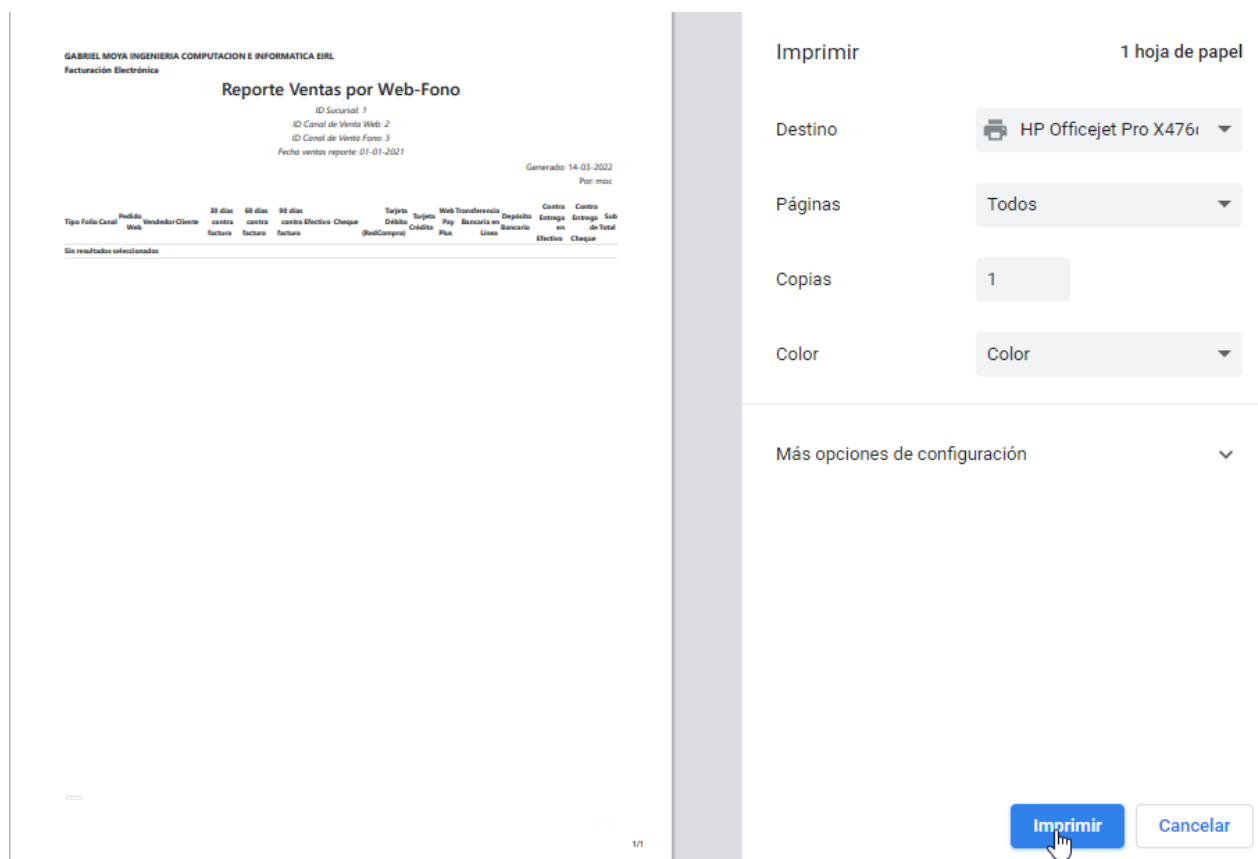 GABRIEL MOYA INGENIERIA COMPUTACION E INFORMATICA EIRL
Facturación Electrónica
Reporte Ventas por Web-Fono
ID Sucursal: 1
ID Canal de Venta Web: 2
ID Canal de Venta Fono: 3
Fecha ventas reporte: 01-01-2021
Generado: 14-03-2022
Por: moc
Tipo Folio Canal Pedido Web Vendedor Cliente 30 días contra factura 60 días contra factura 90 días contra factura Efectivo Cheque Tarjeta Débito (RedCompra) Tarjeta Crédito Web Pay Plus Transferencia Bancaria en Línea Depósito Bancario Contra Entrega en Efectivo Contra Entrega de Cheque Sub Total
Sin resultados seleccionados
1/1
Imprimir 1 hoja de papel
Destino HP Officejet Pro X476
Páginas Todos
Copias 1
Color Color
Más opciones de configuración
Imprimir Cancelar